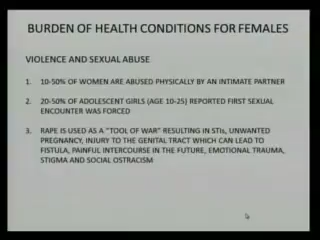 BURDEN OF HEALTH CONDITIONS FOR FEMALES
VIOLENCE AND SEXUAL ABUSE
1. 10-50% OF WOMEN ARE ABUSED PHYSICALLY BY AN INTIMATE PARTNER
2. 20-50% OF ADOLESCENT GIRLS (AGE 10-25) REPORTED FIRST SEXUAL
ENCOUNTER WAS FORCED
3. RAPE IS USED AS A "TOOL OF WAR" RESULTING IN STIs, UNWANTED
PREGNANCY, INJURY TO THE GENITAL TRACT WHICH CAN LEAD TO
FISTULA, PAINFUL INTERCOURSE IN THE FUTURE, EMOTIONAL TRAUMA,
STIGMA AND SOCIAL OSTRACISM